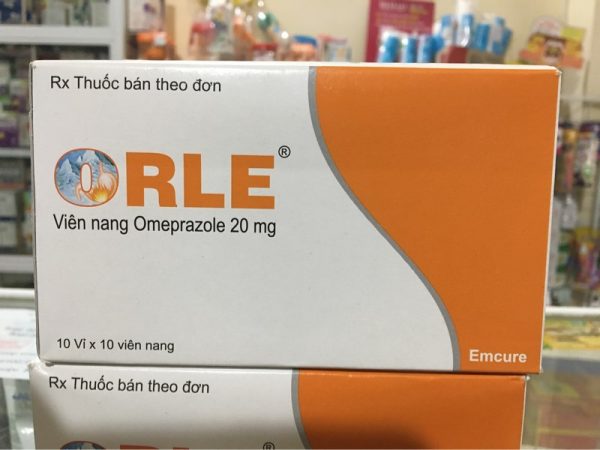 Rx Thuốc bán theo đơn
ORLE®
Viên nang Omeprazole 20 mg
10 Vỉ x 10 viên nang
Emcure
Rx Thuốc bán theo đơn
ORLE®